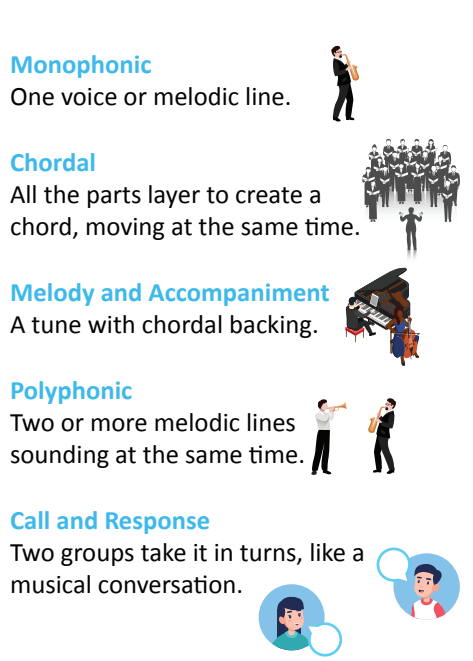 Monophonic
One voice or melodic line.
Chordal
All the parts layer to create a
chord, moving at the same time.
Melody and Accompaniment
A tune with chordal backing.
Polyphonic
Two or more melodic lines
sounding at the same time.
Call and Response
Two groups take it in turns, like a
musical conversation.